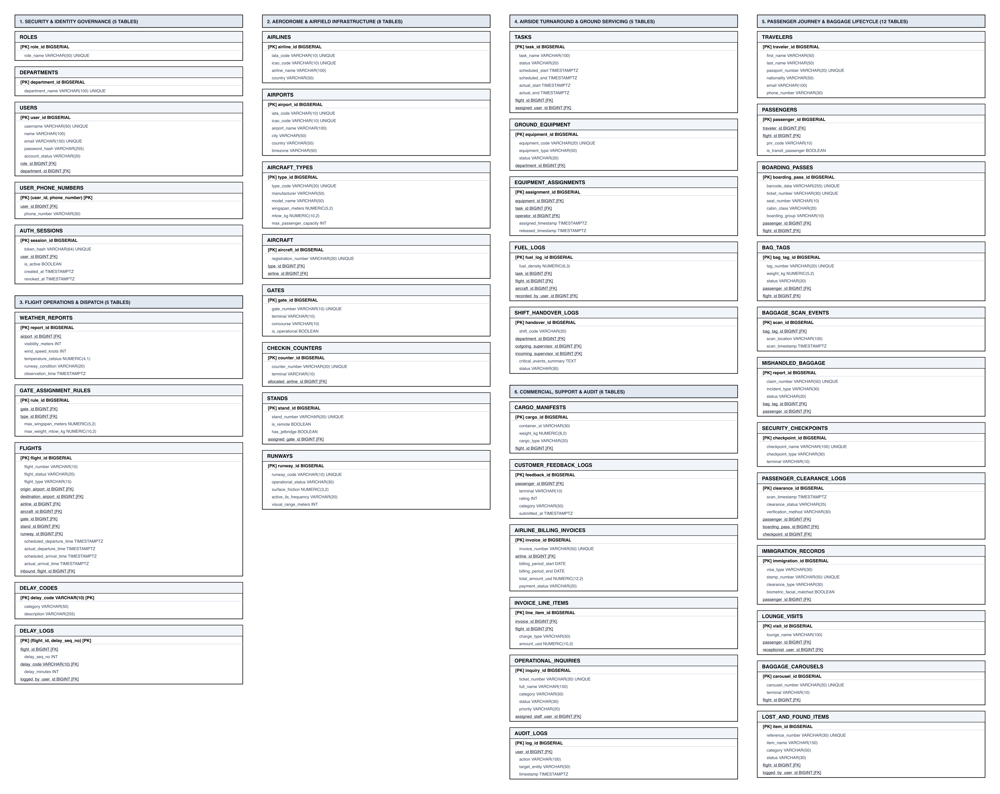 1. SECURITY & IDENTITY GOVERNANCE (5 TABLES)
ROLES
[PK] role_id BIGSERIAL
role_name VARCHAR(50) UNIQUE
DEPARTMENTS
[PK] department_id BIGSERIAL
department_name VARCHAR(100) UNIQUE
USERS
[PK] user_id BIGSERIAL
username VARCHAR(50) UNIQUE
name VARCHAR(100)
email VARCHAR(150) UNIQUE
password_hash VARCHAR(255)
account_status VARCHAR(20)
role_id BIGINT [FK]
department_id BIGINT [FK]
USER_PHONE_NUMBERS
[PK] (user_id, phone_number) [PK]
user_id BIGINT [FK]
phone_number VARCHAR(30)
AUTH_SESSIONS
[PK] session_id BIGSERIAL
token_hash VARCHAR(64) UNIQUE
user_id BIGINT [FK]
is_active BOOLEAN
created_at TIMESTAMPTZ
revoked_at TIMESTAMPTZ
3. FLIGHT OPERATIONS & DISPATCH (5 TABLES)
WEATHER_REPORTS
[PK] report_id BIGSERIAL
airport_id BIGINT [FK]
visibility_meters INT
wind_speed_knots INT
temperature_celsius NUMERIC(4,1)
runway_condition VARCHAR(20)
observation_time TIMESTAMPTZ
GATE_ASSIGNMENT_RULES
[PK] rule_id BIGSERIAL
gate_id BIGINT [FK]
type_id BIGINT [FK]
max_wingspan_meters NUMERIC(5,2)
max_weight_mtow_kg NUMERIC(10,2)
FLIGHTS
[PK] flight_id BIGSERIAL
flight_number VARCHAR(10)
flight_status VARCHAR(20)
flight_type VARCHAR(15)
origin_airport_id BIGINT [FK]
destination_airport_id BIGINT [FK]
airline_id BIGINT [FK]
aircraft_id BIGINT [FK]
gate_id BIGINT [FK]
stand_id BIGINT [FK]
runway_id BIGINT [FK]
scheduled_departure_time TIMESTAMPTZ
actual_departure_time TIMESTAMPTZ
scheduled_arrival_time TIMESTAMPTZ
actual_arrival_time TIMESTAMPTZ
inbound_flight_id BIGINT [FK]
DELAY_CODES
[PK] delay_code VARCHAR(10) [PK]
category VARCHAR(50)
description VARCHAR(255)
DELAY_LOGS
[PK] (flight_id, delay_seq_no) [PK]
flight_id BIGINT [FK]
delay_seq_no INT
delay_code VARCHAR(10) [FK]
delay_minutes INT
logged_by_user_id BIGINT [FK]
2. AERODROME & AIRFIELD INFRASTRUCTURE (8 TABLES)
AIRLINES
[PK] airline_id BIGSERIAL
iata_code VARCHAR(10) UNIQUE
icao_code VARCHAR(10) UNIQUE
airline_name VARCHAR(100)
country VARCHAR(50)
AIRPORTS
[PK] airport_id BIGSERIAL
iata_code VARCHAR(10) UNIQUE
icao_code VARCHAR(10) UNIQUE
airport_name VARCHAR(100)
city VARCHAR(50)
country VARCHAR(50)
timezone VARCHAR(50)
AIRCRAFT_TYPES
[PK] type_id BIGSERIAL
type_code VARCHAR(20) UNIQUE
manufacturer VARCHAR(50)
model_name VARCHAR(50)
wingspan_meters NUMERIC(5,2)
mtow_kg NUMERIC(10,2)
max_passenger_capacity INT
AIRCRAFT
[PK] aircraft_id BIGSERIAL
registration_number VARCHAR(20) UNIQUE
type_id BIGINT [FK]
airline_id BIGINT [FK]
GATES
[PK] gate_id BIGSERIAL
gate_number VARCHAR(10) UNIQUE
terminal VARCHAR(10)
concourse VARCHAR(10)
is_operational BOOLEAN
CHECKIN_COUNTERS
[PK] counter_id BIGSERIAL
counter_number VARCHAR(20) UNIQUE
terminal VARCHAR(10)
allocated_airline_id BIGINT [FK]
STANDS
[PK] stand_id BIGSERIAL
stand_number VARCHAR(20) UNIQUE
is_remote BOOLEAN
has_jetbridge BOOLEAN
assigned_gate_id BIGINT [FK]
RUNWAYS
[PK] runway_id BIGSERIAL
runway_code VARCHAR(10) UNIQUE
operational_status VARCHAR(30)
surface_friction NUMERIC(3,2)
active_ils_frequency VARCHAR(20)
visual_range_meters INT
4. AIRSIDE TURNAROUND & GROUND SERVICING (5 TABLES)
TASKS
[PK] task_id BIGSERIAL
task_name VARCHAR(100)
status VARCHAR(20)
scheduled_start TIMESTAMPTZ
scheduled_end TIMESTAMPTZ
actual_start TIMESTAMPTZ
actual_end TIMESTAMPTZ
flight_id BIGINT [FK]
assigned_user_id BIGINT [FK]
GROUND_EQUIPMENT
[PK] equipment_id BIGSERIAL
equipment_code VARCHAR(20) UNIQUE
equipment_type VARCHAR(50)
status VARCHAR(20)
department_id BIGINT [FK]
EQUIPMENT_ASSIGNMENTS
[PK] assignment_id BIGSERIAL
equipment_id BIGINT [FK]
task_id BIGINT [FK]
operator_id BIGINT [FK]
assigned_timestamp TIMESTAMPTZ
released_timestamp TIMESTAMPTZ
FUEL_LOGS
[PK] fuel_log_id BIGSERIAL
fuel_density NUMERIC(6,3)
task_id BIGINT [FK]
flight_id BIGINT [FK]
aircraft_id BIGINT [FK]
recorded_by_user_id BIGINT [FK]
SHIFT_HANDOVER_LOGS
[PK] handover_id BIGSERIAL
shift_code VARCHAR(20)
department_id BIGINT [FK]
outgoing_supervisor_id BIGINT [FK]
incoming_supervisor_id BIGINT [FK]
critical_events_summary TEXT
status VARCHAR(30)
6. COMMERCIAL, SUPPORT & AUDIT (6 TABLES)
CARGO_MANIFESTS
[PK] cargo_id BIGSERIAL
container_id VARCHAR(30)
weight_kg NUMERIC(8,2)
cargo_type VARCHAR(20)
flight_id BIGINT [FK]
CUSTOMER_FEEDBACK_LOGS
[PK] feedback_id BIGSERIAL
passenger_id BIGINT [FK]
terminal VARCHAR(10)
rating INT
category VARCHAR(50)
submitted_at TIMESTAMPTZ
AIRLINE_BILLING_INVOICES
[PK] invoice_id BIGSERIAL
invoice_number VARCHAR(50) UNIQUE
airline_id BIGINT [FK]
billing_period_start DATE
billing_period_end DATE
total_amount_usd NUMERIC(12,2)
payment_status VARCHAR(20)
INVOICE_LINE_ITEMS
[PK] line_item_id BIGSERIAL
invoice_id BIGINT [FK]
flight_id BIGINT [FK]
charge_type VARCHAR(50)
amount_usd NUMERIC(10,2)
OPERATIONAL_INQUIRIES
[PK] inquiry_id BIGSERIAL
ticket_number VARCHAR(30) UNIQUE
full_name VARCHAR(150)
category VARCHAR(50)
status VARCHAR(30)
priority VARCHAR(20)
assigned_staff_user_id BIGINT [FK]
AUDIT_LOGS
[PK] log_id BIGSERIAL
user_id BIGINT [FK]
action VARCHAR(100)
target_entity VARCHAR(50)
timestamp TIMESTAMPTZ
5. PASSENGER JOURNEY & BAGGAGE LIFECYCLE (12 TABLES)
TRAVELERS
[PK] traveler_id BIGSERIAL
first_name VARCHAR(50)
last_name VARCHAR(50)
passport_number VARCHAR(20) UNIQUE
nationality VARCHAR(50)
email VARCHAR(100)
phone_number VARCHAR(30)
PASSENGERS
[PK] passenger_id BIGSERIAL
traveler_id BIGINT [FK]
flight_id BIGINT [FK]
pnr_code VARCHAR(10)
is_transit_passenger BOOLEAN
BOARDING_PASSES
[PK] boarding_pass_id BIGSERIAL
barcode_data VARCHAR(255) UNIQUE
ticket_number VARCHAR(30) UNIQUE
seat_number VARCHAR(10)
cabin_class VARCHAR(20)
boarding_group VARCHAR(10)
passenger_id BIGINT [FK]
flight_id BIGINT [FK]
BAG_TAGS
[PK] bag_tag_id BIGSERIAL
tag_number VARCHAR(20) UNIQUE
weight_kg NUMERIC(5,2)
status VARCHAR(20)
passenger_id BIGINT [FK]
flight_id BIGINT [FK]
BAGGAGE_SCAN_EVENTS
[PK] scan_id BIGSERIAL
bag_tag_id BIGINT [FK]
scan_location VARCHAR(100)
scan_timestamp TIMESTAMPTZ
MISHANDLED_BAGGAGE
[PK] report_id BIGSERIAL
claim_number VARCHAR(50) UNIQUE
incident_type VARCHAR(30)
status VARCHAR(20)
bag_tag_id BIGINT [FK]
passenger_id BIGINT [FK]
SECURITY_CHECKPOINTS
[PK] checkpoint_id BIGSERIAL
checkpoint_name VARCHAR(100) UNIQUE
checkpoint_type VARCHAR(30)
terminal VARCHAR(10)
PASSENGER_CLEARANCE_LOGS
[PK] clearance_id BIGSERIAL
scan_timestamp TIMESTAMPTZ
clearance_status VARCHAR(25)
verification_method VARCHAR(30)
passenger_id BIGINT [FK]
boarding_pass_id BIGINT [FK]
checkpoint_id BIGINT [FK]
IMMIGRATION_RECORDS
[PK] immigration_id BIGSERIAL
visa_type VARCHAR(30)
stamp_number VARCHAR(50) UNIQUE
clearance_type VARCHAR(30)
biometric_facial_matched BOOLEAN
passenger_id BIGINT [FK]
LOUNGE_VISITS
[PK] visit_id BIGSERIAL
lounge_name VARCHAR(100)
passenger_id BIGINT [FK]
receptionist_user_id BIGINT [FK]
BAGGAGE_CAROUSELS
[PK] carousel_id BIGSERIAL
carousel_number VARCHAR(20) UNIQUE
terminal VARCHAR(10)
flight_id BIGINT [FK]
LOST_AND_FOUND_ITEMS
[PK] item_id BIGSERIAL
reference_number VARCHAR(30) UNIQUE
item_name VARCHAR(150)
category VARCHAR(50)
status VARCHAR(30)
flight_id BIGINT [FK]
logged_by_user_id BIGINT [FK]